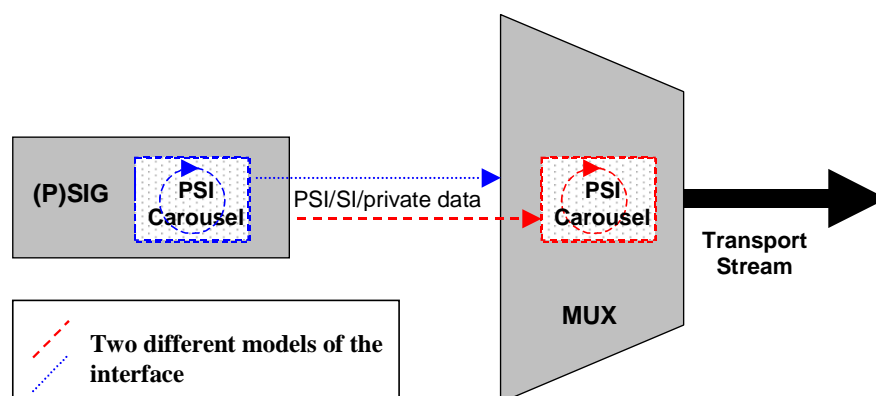 (P)SIG
PSI
Carousel
PSI/SI/private data
PSI
Carousel
Transport
Stream
MUX
Two different models of the
interface